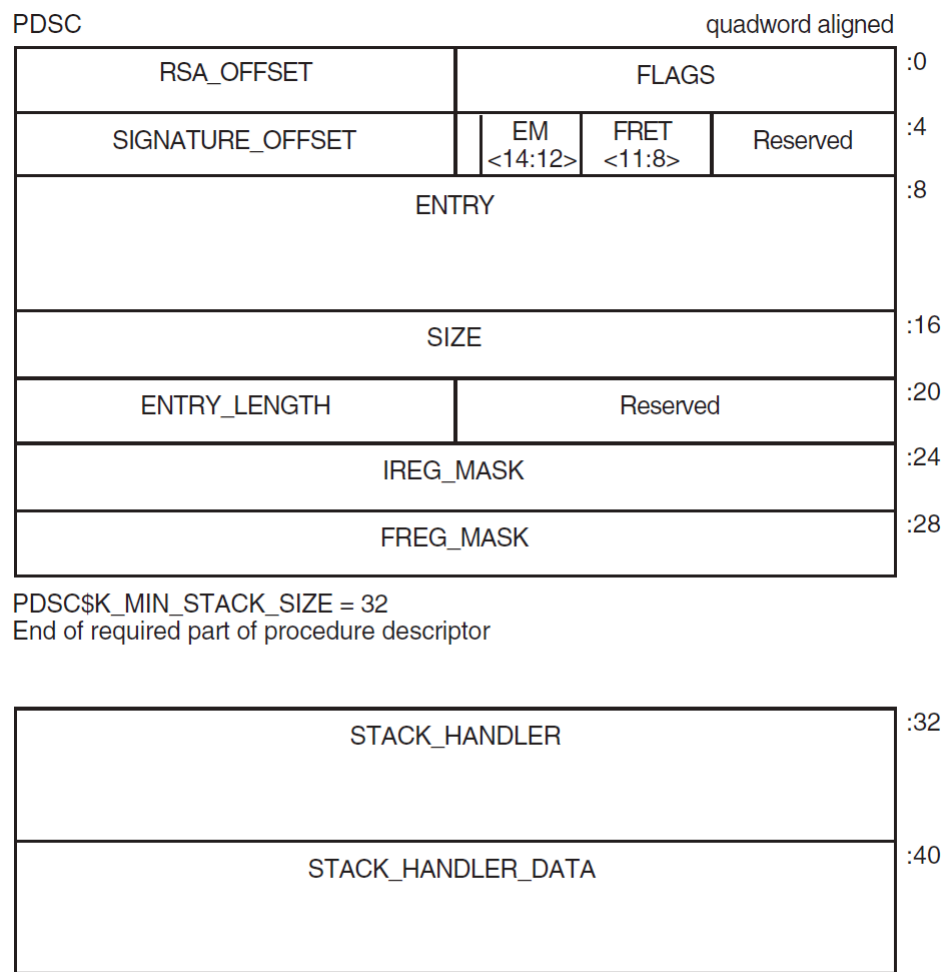 PDSC quadword aligned
RSA_OFFSET FLAGS :0
SIGNATURE_OFFSET EM <14:12> FRET <11:8> Reserved :4
ENTRY :8
SIZE :16
ENTRY_LENGTH Reserved :20
IREG_MASK :24
FREG_MASK :28
PDSC$K_MIN_STACK_SIZE = 32
End of required part of procedure descriptor
STACK_HANDLER :32
STACK_HANDLER_DATA :40